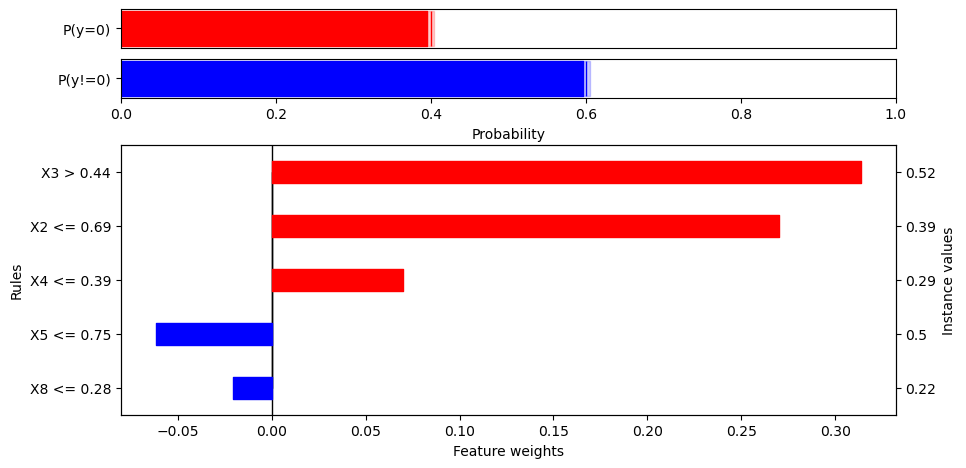 P(y=0)
P(y!=0)
0.0 0.2 0.4 0.6 0.8 1.0
Probability
X3 > 0.44 0.52
X2 <= 0.69 0.39
X4 <= 0.39 0.29
X5 <= 0.75 0.5
X8 <= 0.28 0.22
Rules
Instance values
−0.05 0.00 0.05 0.10 0.15 0.20 0.25 0.30
Feature weights